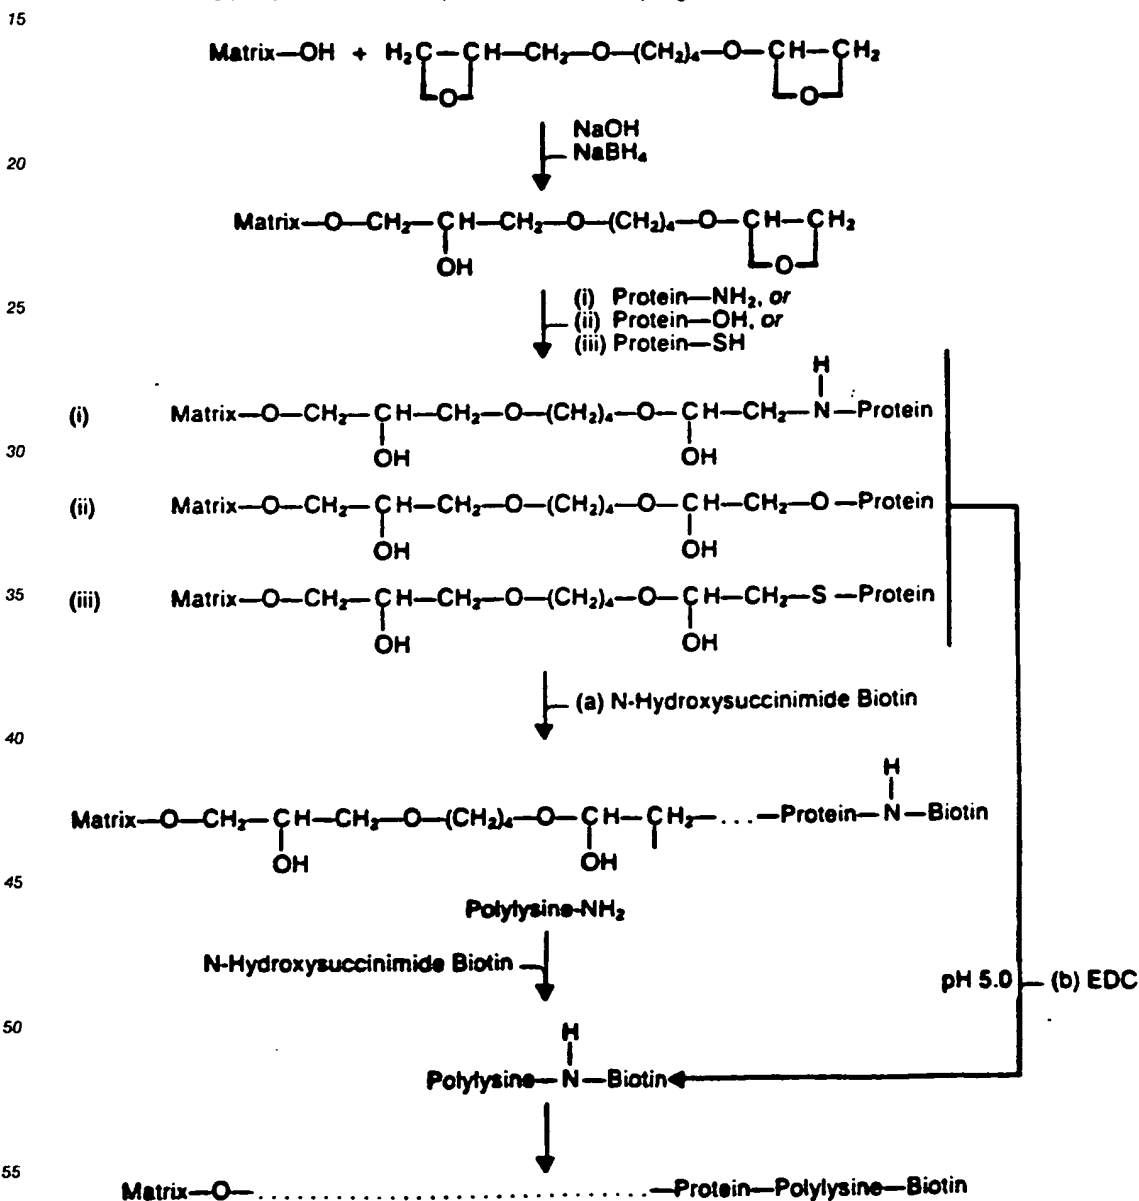 15
Matrix—OH + H₂C—CH—CH₂—O—(CH₂)₄—O—CH—CH₂
O O
NaOH
20
NaBH₄
Matrix—O—CH₂—CH—CH₂—O—(CH₂)₄—O—CH—CH₂
OH O
25
(i) Protein—NH₂, or
(ii) Protein—OH, or
(iii) Protein—SH
H
(i) Matrix—O—CH₂—CH—CH₂—O—(CH₂)₄—O—CH—CH₂—N—Protein
30
OH OH
(ii) Matrix—O—CH₂—CH—CH₂—O—(CH₂)₄—O—CH—CH₂—O—Protein
OH OH
35
(iii) Matrix—O—CH₂—CH—CH₂—O—(CH₂)₄—O—CH—CH₂—S—Protein
OH OH
(a) N-Hydroxysuccinimide Biotin
40
H
Matrix—O—CH₂—CH—CH₂—O—(CH₂)₄—O—CH—CH₂—...—Protein—N—Biotin
OH OH
45
Polylysine-NH₂
N-Hydroxysuccinimide Biotin
pH 5.0 (b) EDC
50
H
Polylysine—N—Biotin
55
Matrix—O—......................................—Protein—Polylysine—Biotin